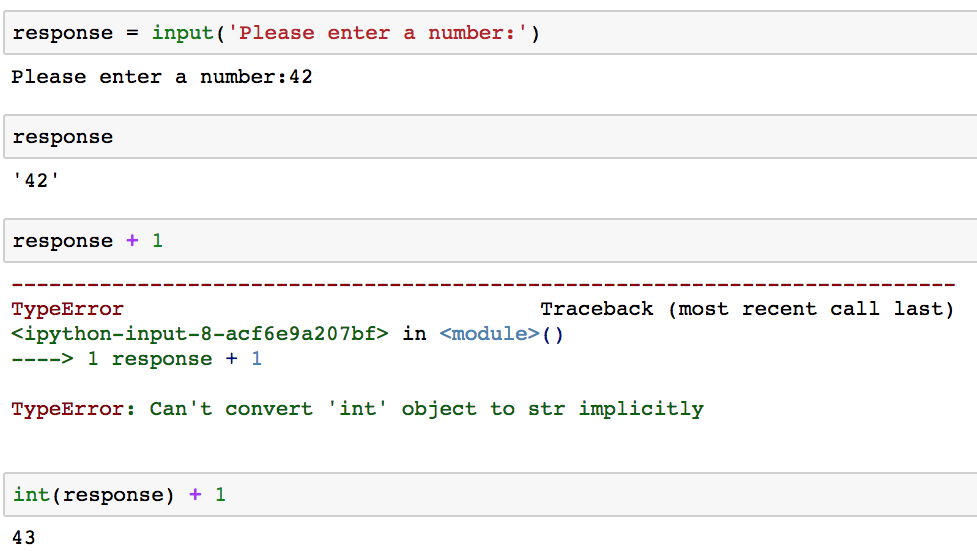 response = input('Please enter a number:')
Please enter a number:42
response
'42'
response + 1
---------------------------------------------------------------------------
TypeError                                 Traceback (most recent call last)
<ipython-input-8-acf6e9a207bf> in <module>()
----> 1 response + 1
TypeError: Can't convert 'int' object to str implicitly
int(response) + 1
43